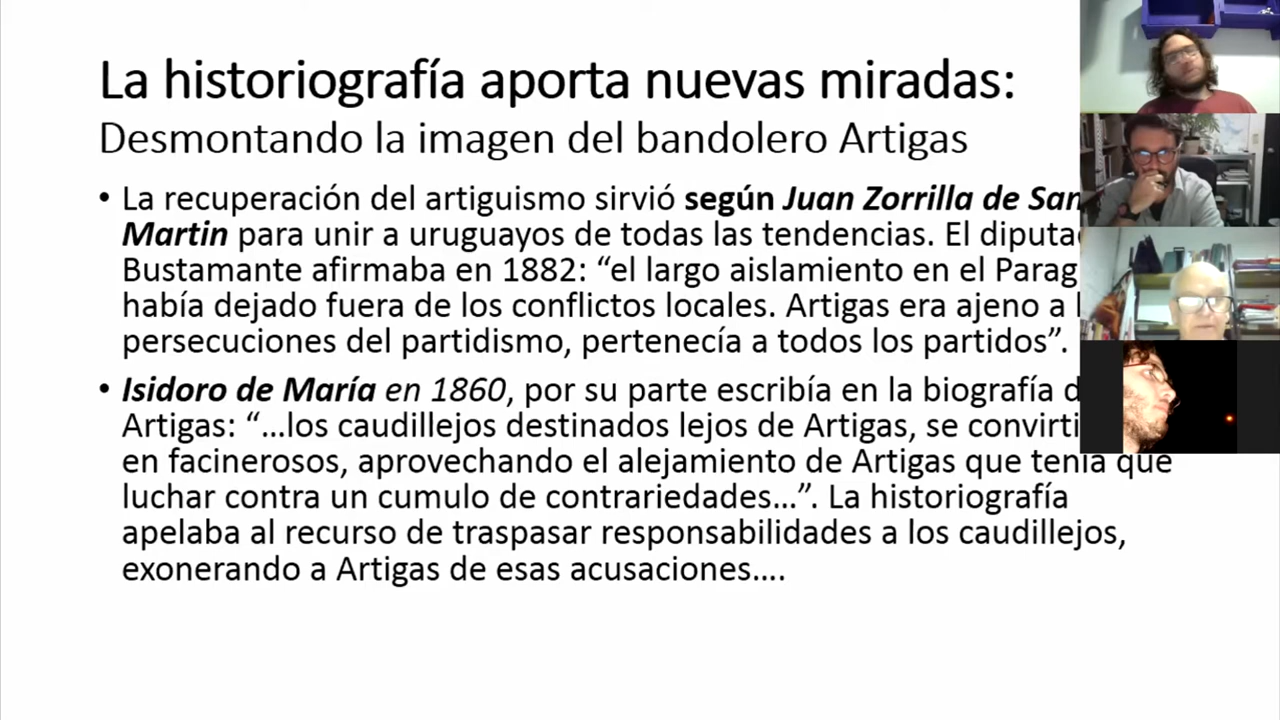 La historiografía aporta nuevas miradas:
Desmontando la imagen del bandolero Artigas
• La recuperación del artiguismo sirvió según Juan Zorrilla de San
Martin para unir a uruguayos de todas las tendencias. El
Bustamante afirmaba en 1882: “el largo aislamiento en el
había dejado fuera de los conflictos locales. Artigas era ajeno a
persecuciones del partidismo, pertenecía a todos los partidos”.
• Isidoro de María en 1860, por su parte escribía en la biografía
Artigas: “…los caudillejos destinados lejos de Artigas, se
en facinerosos, aprovechando el alejamiento de Artigas que tenía que
luchar contra un cumulo de contrariedades…”. La historiografía
apelaba al recurso de traspasar responsabilidades a los caudillejos,
exonerando a Artigas de esas acusaciones….